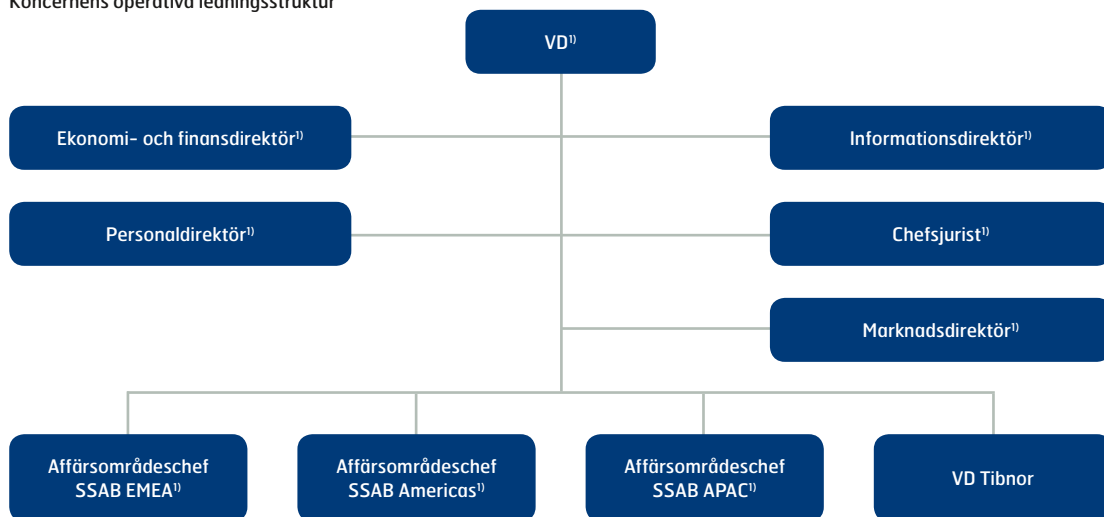 Koncernens operativa ledningsstruktur
VD¹⁾
Ekonomi- och finansdirektör¹⁾
Informationsdirektör¹⁾
Personaldirektör¹⁾
Chefsjurist¹⁾
Marknadsdirektör¹⁾
Affärsområdeschef
SSAB EMEA¹⁾
Affärsområdeschef
SSAB Americas¹⁾
Affärsområdeschef
SSAB APAC¹⁾
VD Tibnor